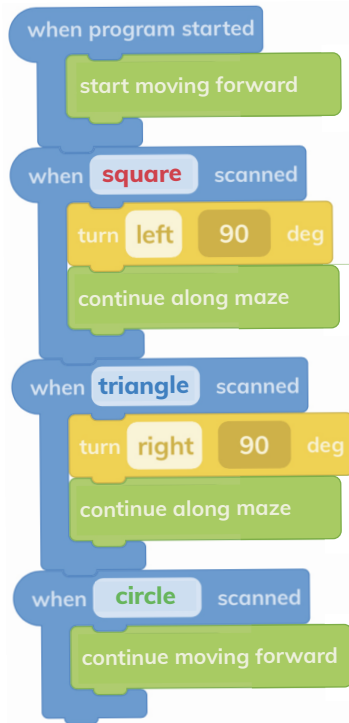 when program started
start moving forward
when square scanned
turn left 90 deg
continue along maze
when triangle scanned
turn right 90 deg
continue along maze
when circle scanned
continue moving forward